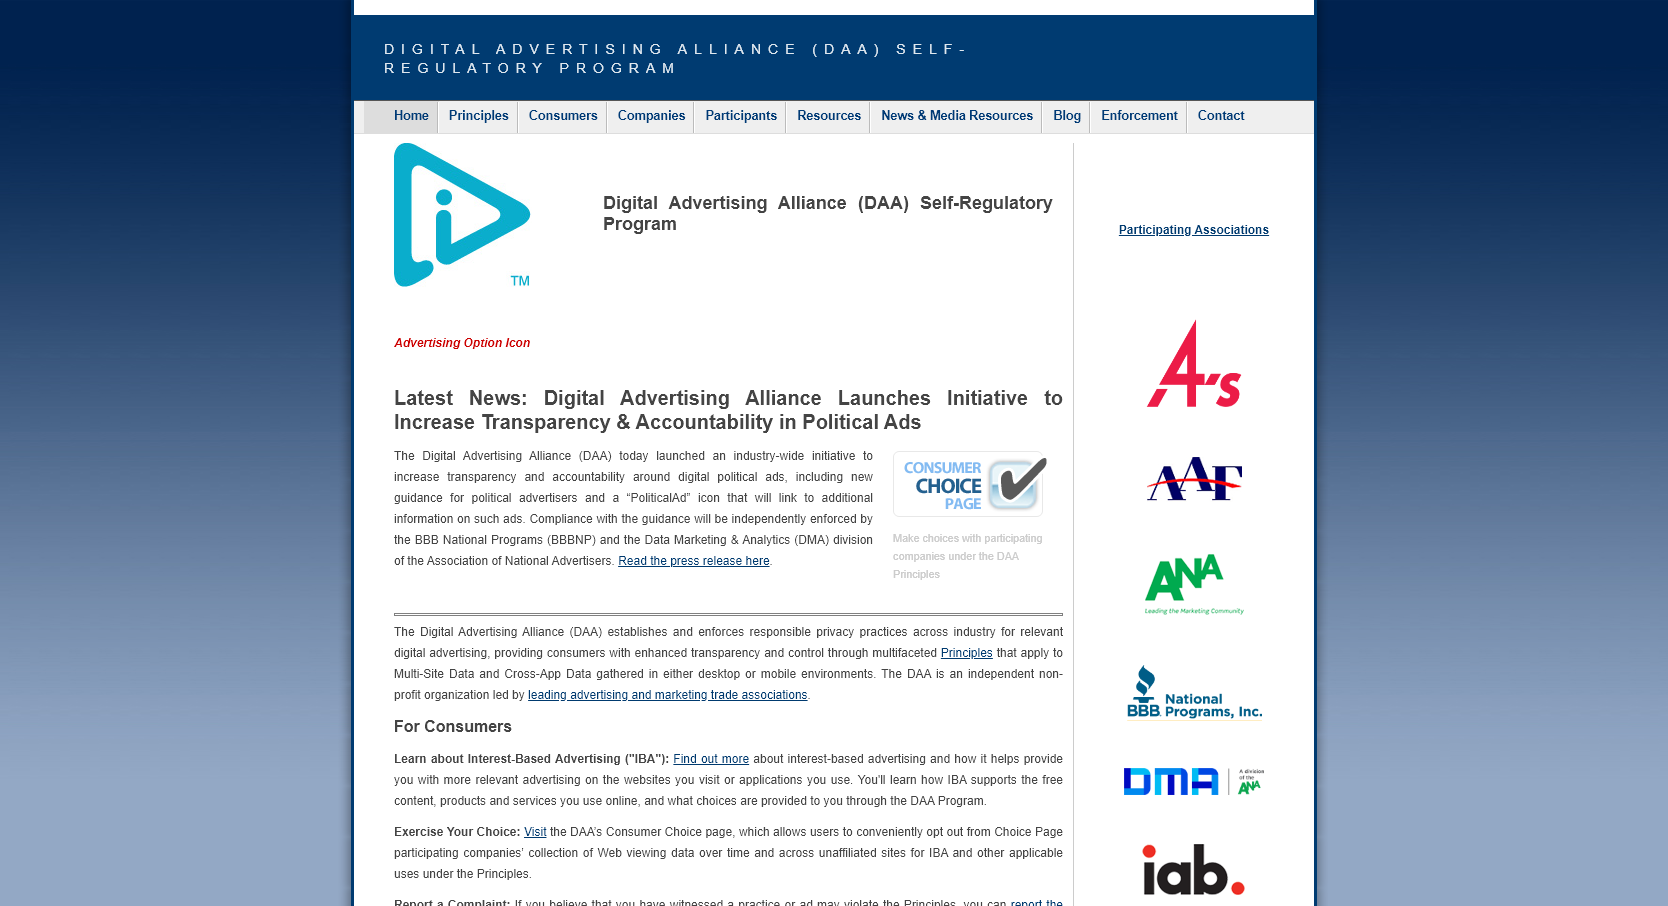 DIGITAL ADVERTISING ALLIANCE (DAA) SELF-
REGULATORY PROGRAM
Home Principles Consumers Companies Participants Resources News & Media Resources Blog Enforcement Contact
i
TM
Digital Advertising Alliance (DAA) Self-Regulatory
Program
Advertising Option Icon
Latest News: Digital Advertising Alliance Launches Initiative to
Increase Transparency & Accountability in Political Ads
The Digital Advertising Alliance (DAA) today launched an industry-wide initiative to
increase transparency and accountability around digital political ads, including new
guidance for political advertisers and a “PoliticalAd” icon that will link to additional
information on such ads. Compliance with the guidance will be independently enforced by
the BBB National Programs (BBBNP) and the Data Marketing & Analytics (DMA) division
of the Association of National Advertisers. Read the press release here.
CONSUMER
CHOICE
PAGE
Make choices with participating
companies under the DAA
Principles
The Digital Advertising Alliance (DAA) establishes and enforces responsible privacy practices across industry for relevant
digital advertising, providing consumers with enhanced transparency and control through multifaceted Principles that apply to
Multi-Site Data and Cross-App Data gathered in either desktop or mobile environments. The DAA is an independent non-
profit organization led by leading advertising and marketing trade associations.
For Consumers
Learn about Interest-Based Advertising ("IBA"): Find out more about interest-based advertising and how it helps provide
you with more relevant advertising on the websites you visit or applications you use. You'll learn how IBA supports the free
content, products and services you use online, and what choices are provided to you through the DAA Program.
Exercise Your Choice: Visit the DAA's Consumer Choice page, which allows users to conveniently opt out from Choice Page
participating companies’ collection of Web viewing data over time and across unaffiliated sites for IBA and other applicable
uses under the Principles.
Report a Complaint: If you believe that you have witnessed a practice or ad may violate the Principles, you can report the
Participating Associations
4A's
AAF
ANA
Leading the Marketing Community
BBB National
Programs, Inc.
DMA
A division
of the
ANA
iab.